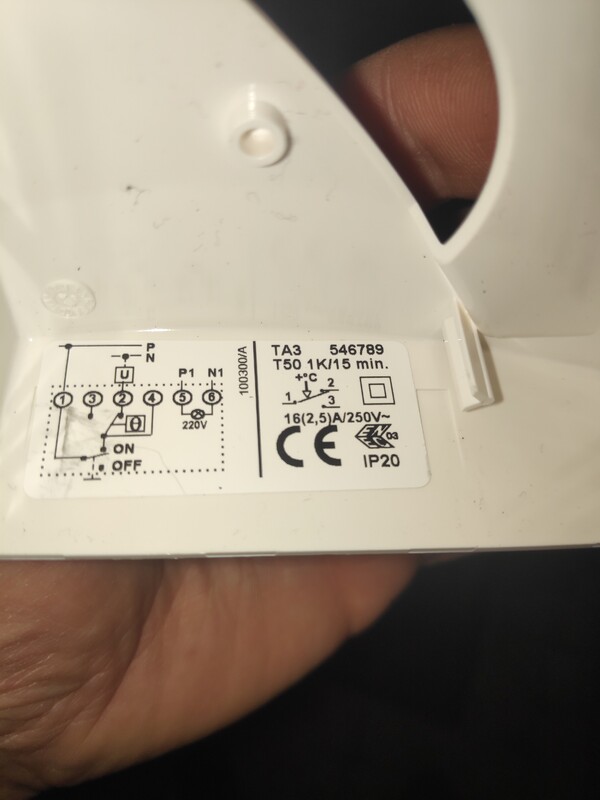 P
N
U
P1 N1
1 3 2 4 5 6
220V
θ
ON
OFF
100300/A
TA3 546789
T50 1K/15 min.
+°C
1 2
3
16(2,5)A/250V~
CE
03
IP20